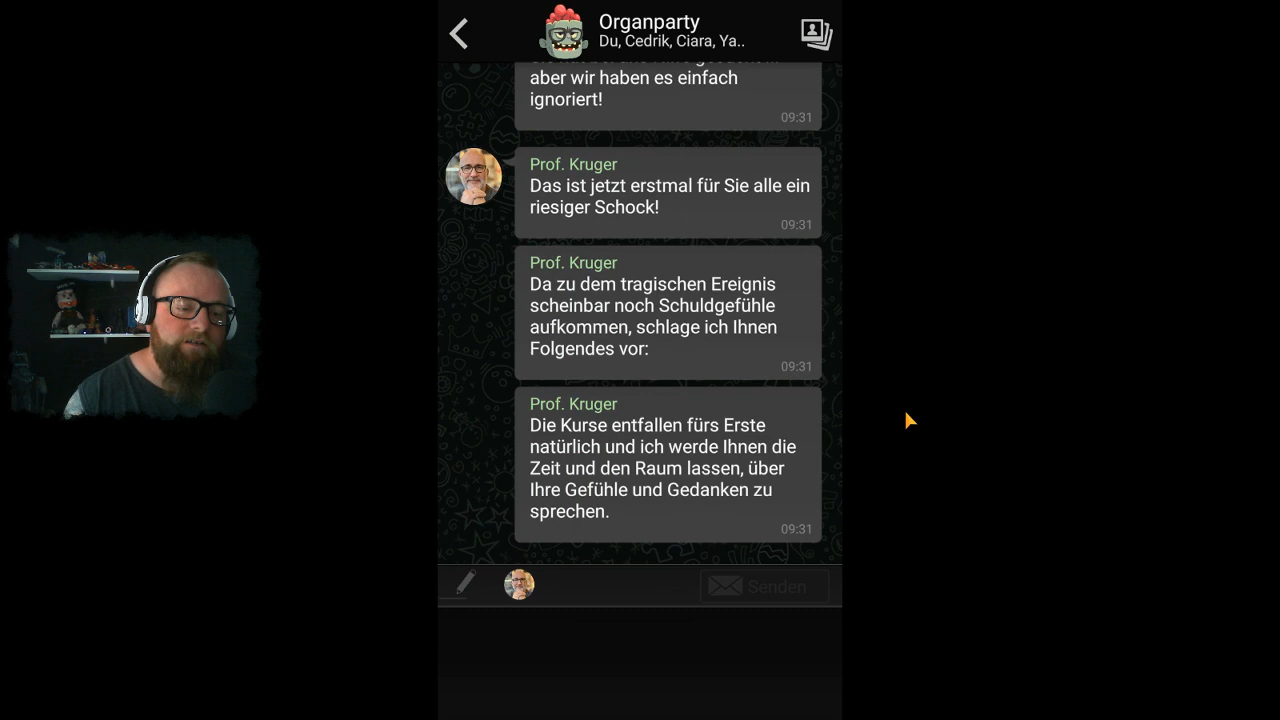 Organparty
Du, Cedrik, Ciara, Ya..
aber wir haben es einfach
ignoriert!
09:31
Prof. Kruger
Das ist jetzt erstmal für Sie alle ein
riesiger Schock!
09:31
Prof. Kruger
Da zu dem tragischen Ereignis
scheinbar noch Schuldgefühle
aufkommen, schlage ich Ihnen
Folgendes vor:
09:31
Prof. Kruger
Die Kurse entfallen fürs Erste
natürlich und ich werde Ihnen die
Zeit und den Raum lassen, über
Ihre Gefühle und Gedanken zu
sprechen.
09:31
Senden